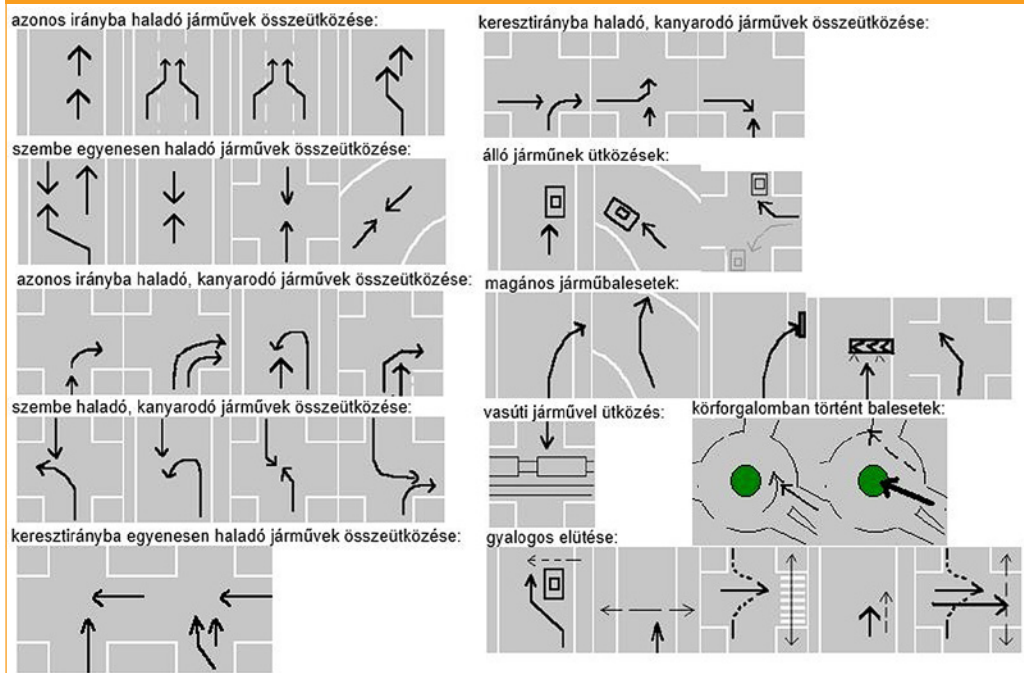 azonos irányba haladó járművek összeütközése:
szembe egyenesen haladó járművek összeütközése:
azonos irányba haladó, kanyarodó járművek összeütközése:
szembe haladó, kanyarodó járművek összeütközése:
keresztirányba egyenesen haladó járművek összeütközése:
keresztirányba haladó, kanyarodó járművek összeütközése:
álló járműnek ütközések:
magános járműbalesetek:
vasúti járművel ütközés:
körforgalomban történt balesetek:
gyalogos elütése: